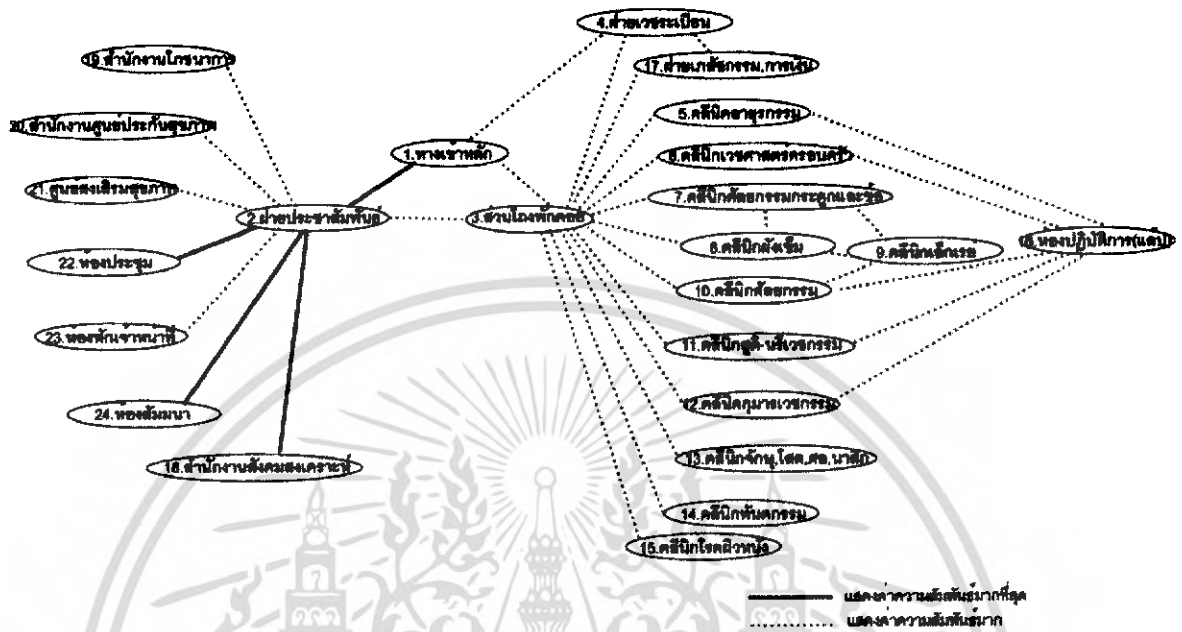 4.ฝ่ายเวชระเบียน
19.สำนักงานโภชนาการ
17.ฝ่ายเภสัชกรรม,การเงิน
5.คลีนิคอายุรกรรม
20.สำนักงานศูนย์ประกันสุขภาพ
1.ทางเข้าหลัก
6.คลีนิกเวชศาสตร์ครอบครัว
21.ศูนย์ส่งเสริมสุขภาพ
7.คลีนิกศัลยกรรมกระดูกและข้อ
2.ฝ่ายประชาสัมพันธ์
3.ส่วนโถงพักคอย
8.คลีนิกฝังเข็ม
9.คลีนิกเอ็กเรย
16.ห้องปฏิบัติการ(แล๊ป)
22.ห้องประชุม
10.คลีนิกศัลยกรรม
23.ห้องพักเจ้าหน้าที่
11.คลีนิกสูติ-นรีเวชกรรม
24.ห้องสัมมนา
12.คลีนิคกุมารเวชกรรม
18.สำนักงานสังคมสงเคราะห์
13.คลีนิกจักษุ,โสต,ศอ,นาสิก
14.คลีนิกทันตกรรม
15.คลีนิกโรคผิวหนัง
แสดงค่าความสัมพันธ์มากที่สุด
แสดงค่าความสัมพันธ์มาก